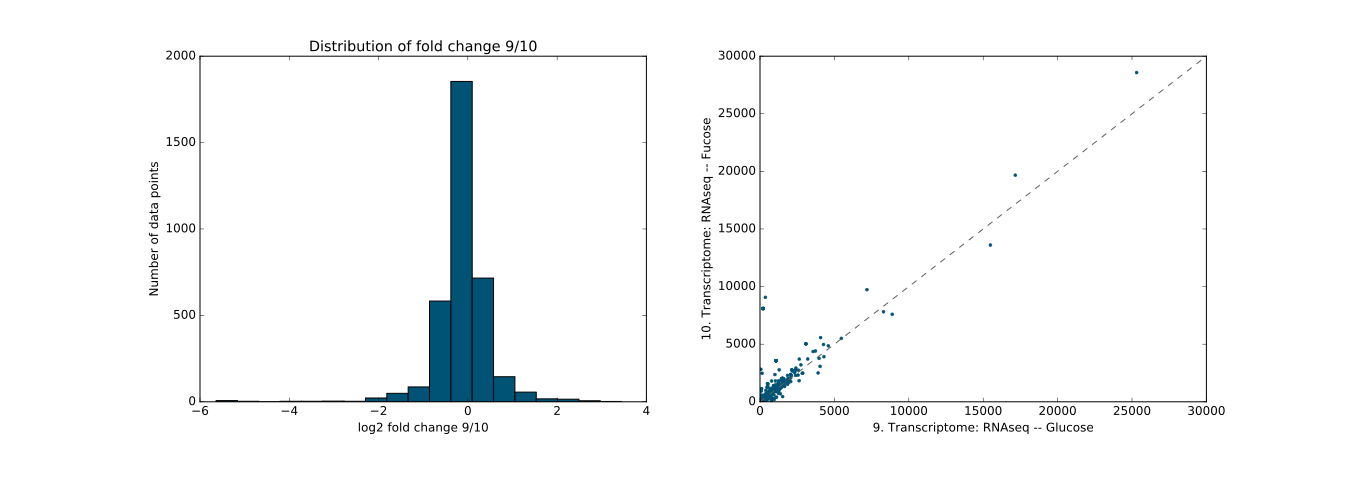 Distribution of fold change 9/10
2000
1500
1000
500
0
Number of data points
−6 −4 −2 0 2 4
log2 fold change 9/10
30000
25000
20000
15000
10000
5000
0
10. Transcriptome: RNAseq -- Fucose
0 5000 10000 15000 20000 25000 30000
9. Transcriptome: RNAseq -- Glucose